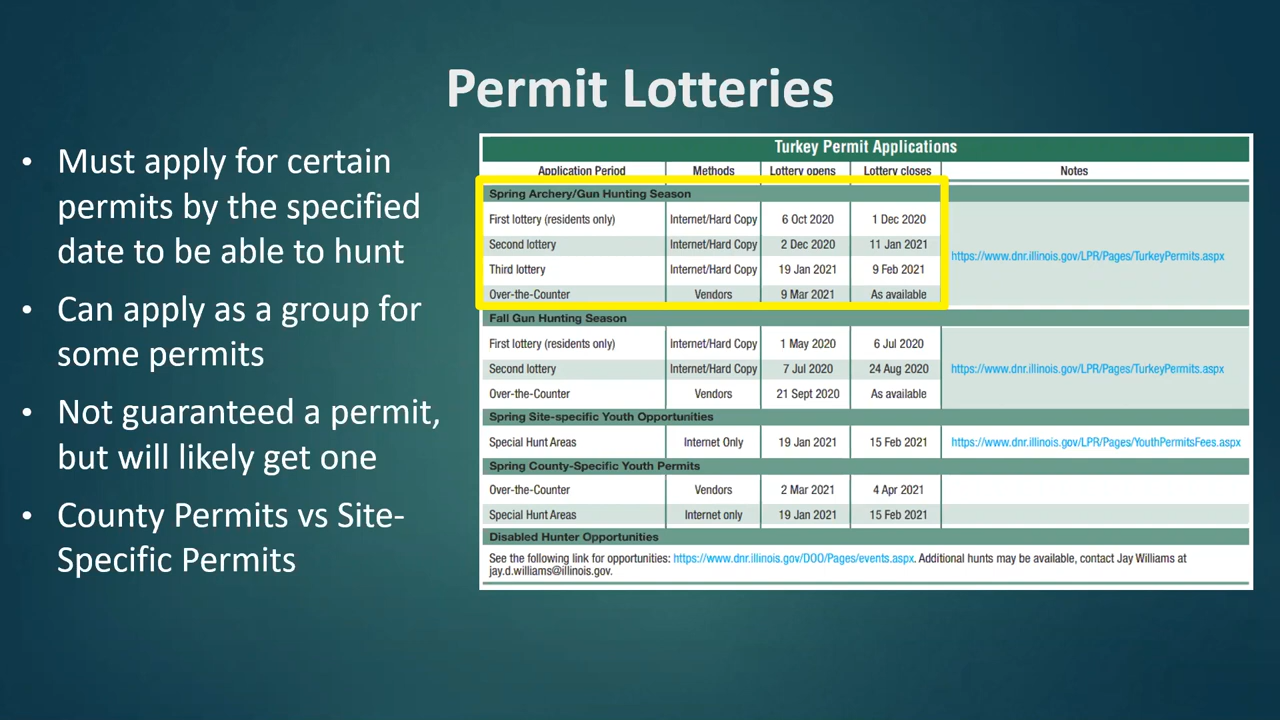 Permit Lotteries
• Must apply for certain
permits by the specified
date to be able to hunt
• Can apply as a group for
some permits
• Not guaranteed a permit,
but will likely get one
• County Permits vs Site-
Specific Permits
Turkey Permit Applications
Application Period Methods Lottery opens Lottery closes Notes
Spring Archery/Gun Hunting Season
First lottery (residents only) Internet/Hard Copy 6 Oct 2020 1 Dec 2020
Second lottery Internet/Hard Copy 2 Dec 2020 11 Jan 2021
https://www.dnr.illinois.gov/LPR/Pages/TurkeyPermits.aspx
Third lottery Internet/Hard Copy 19 Jan 2021 9 Feb 2021
Over-the-Counter Vendors 9 Mar 2021 As available
Fall Gun Hunting Season
First lottery (residents only) Internet/Hard Copy 1 May 2020 6 Jul 2020
Second lottery Internet/Hard Copy 7 Jul 2020 24 Aug 2020 https://www.dnr.illinois.gov/LPR/Pages/TurkeyPermits.aspx
Over-the-Counter Vendors 21 Sept 2020 As available
Spring Site-specific Youth Opportunities
Special Hunt Areas Internet Only 19 Jan 2021 15 Feb 2021 https://www.dnr.illinois.gov/LPR/Pages/YouthPermitsFees.aspx
Spring County-Specific Youth Permits
Over-the-Counter Vendors 2 Mar 2021 4 Apr 2021
Special Hunt Areas Internet only 19 Jan 2021 15 Feb 2021
Disabled Hunter Opportunities
See the following link for opportunities: https://www.dnr.illinois.gov/DOO/Pages/events.aspx. Additional hunts may be available, contact Jay Williams at
jay.d.williams@illinois.gov.